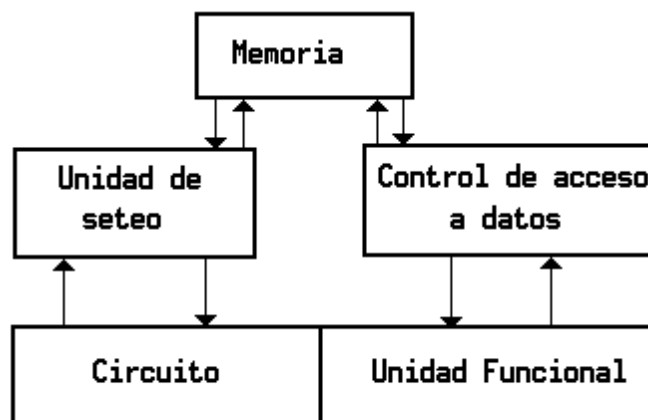 Memoria
Unidad de
seteo
Control de acceso
a datos
Circuito
Unidad Funcional